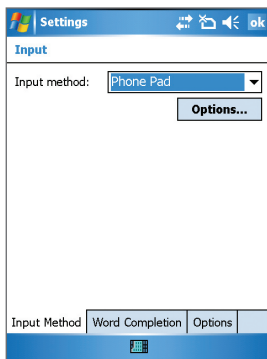 Settings ok
Input
Input method: Phone Pad
Options...
Input Method Word Completion Options